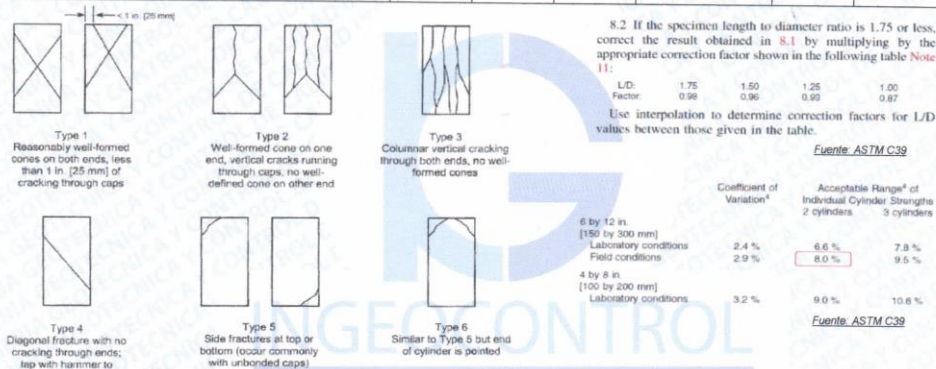 < 1 in. [25 mm]
Type 1
Reasonably well-formed
cones on both ends, less
than 1 in. [25 mm] of
cracking through caps
Type 2
Well-formed cone on one
end, vertical cracks running
through caps, no well-
defined cone on other end
Type 3
Columnar vertical cracking
through both ends, no well-
formed cones
Type 4
Diagonal fracture with no
cracking through ends;
tap with hammer to
Type 5
Side fractures at top or
bottom (occur commonly
with unbonded caps)
Type 6
Similar to Type 5 but end
of cylinder is pointed
8.2 If the specimen length to diameter ratio is 1.75 or less,
correct the result obtained in 8.1 by multiplying by the
appropriate correction factor shown in the following table Note
11:
L/D: 1.75 1.50 1.25 1.00
Factor: 0.98 0.96 0.93 0.87
Use interpolation to determine correction factors for L/D
values between those given in the table.
Fuente: ASTM C39
Coefficient of Variation⁴ Acceptable Range⁴ of Individual Cylinder Strengths
2 cylinders 3 cylinders
6 by 12 in.
[150 by 300 mm]
Laboratory conditions 2.4 % 6.6 % 7.8 %
Field conditions 2.9 % 8.0 % 9.5 %
4 by 8 in.
[100 by 200 mm]
Laboratory conditions 3.2 % 9.0 % 10.6 %
Fuente: ASTM C39
INGEOCONTROL